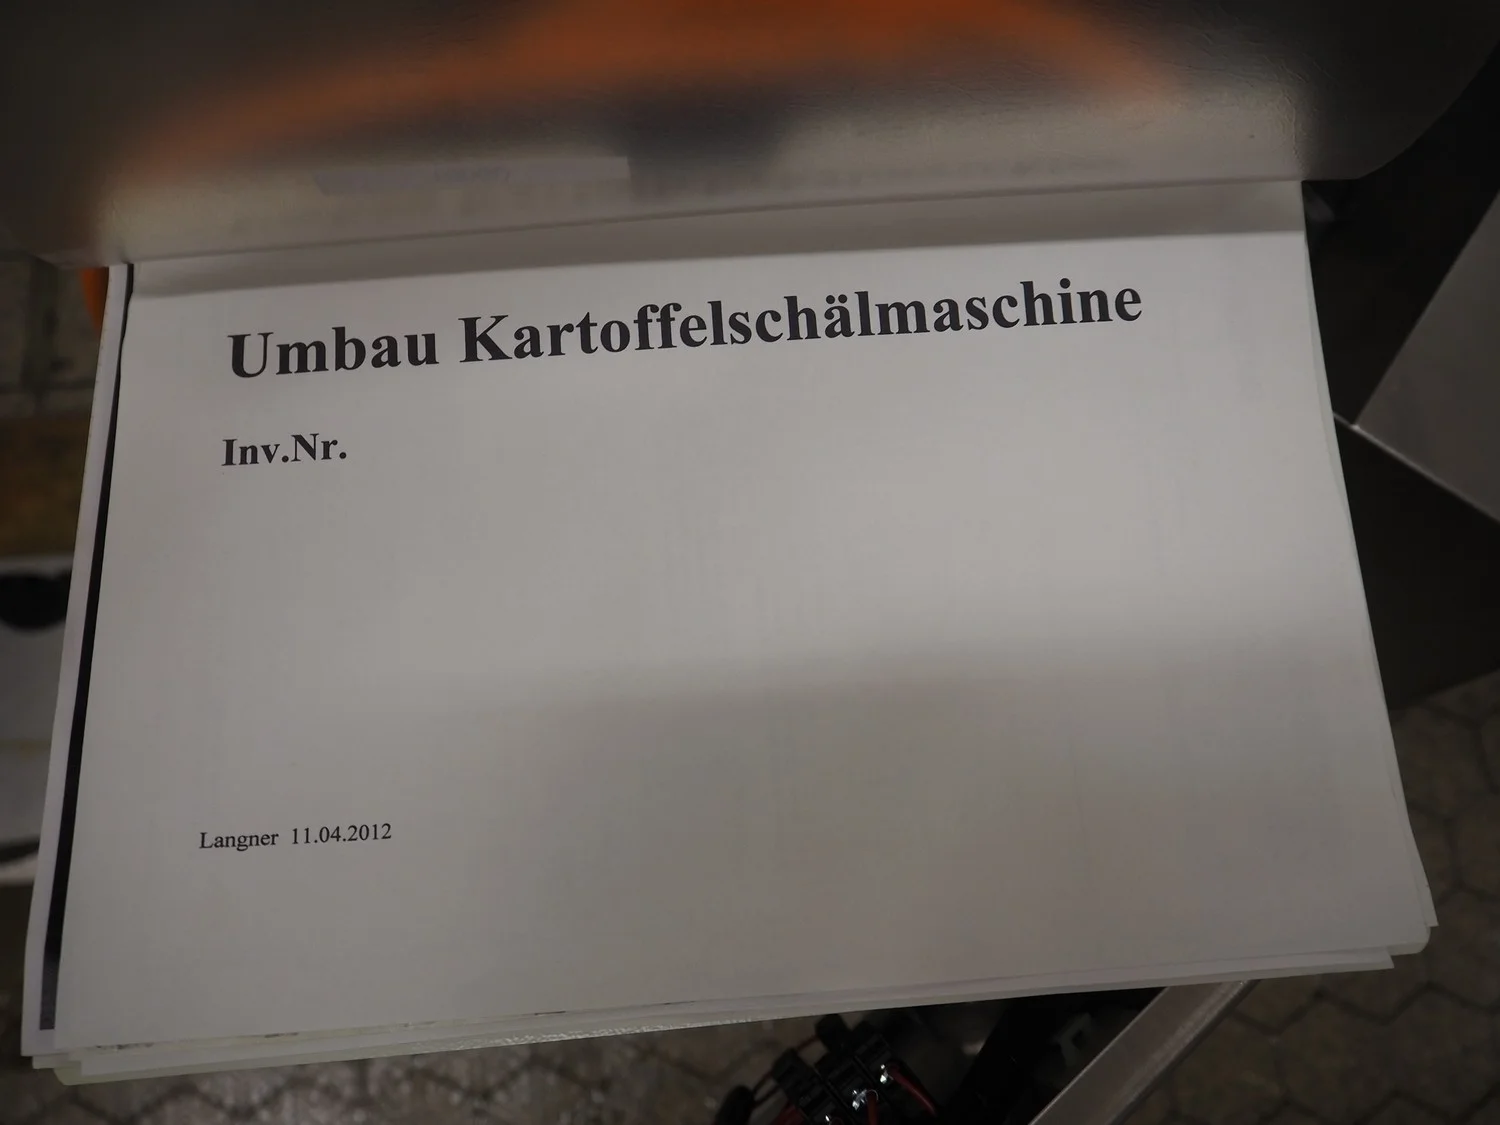 Umbau Kartoffelschälmaschine
Inv.Nr.
Langner 11.04.2012